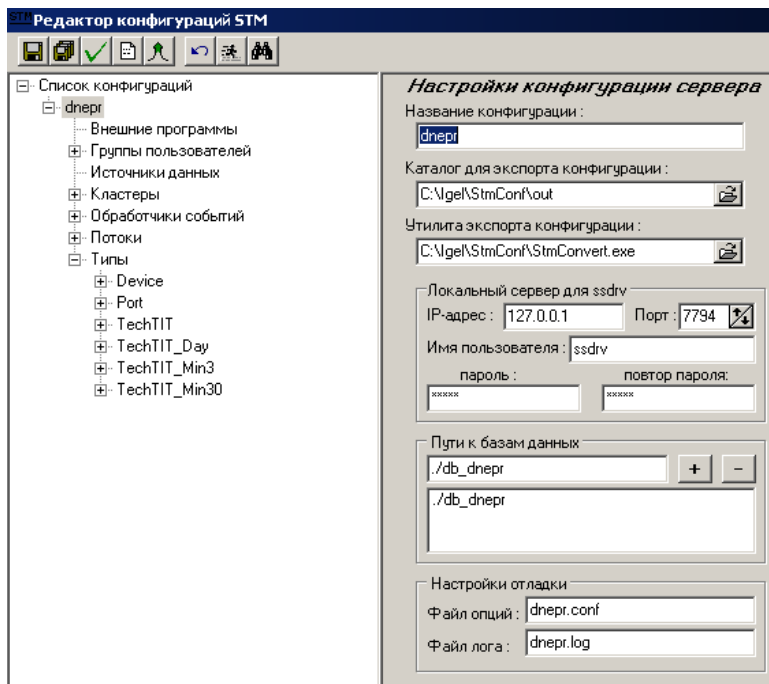 STM Редактор конфигураций STM
Список конфигураций
dnepr
Внешние программы
Группы пользователей
Источники данных
Кластеры
Обработчики событий
Потоки
Типы
Device
Port
TechTIT
TechTIT_Day
TechTIT_Min3
TechTIT_Min30
Настройки конфигурации сервера
Название конфигурации :
dnepr
Каталог для экспорта конфигурации :
C:\Igel\StmConf\out
Утилита экспорта конфигурации :
C:\Igel\StmConf\StmConvert.exe
Локальный сервер для ssdrv
IP-адрес : 127.0.0.1 Порт : 7794
Имя пользователя : ssdrv
пароль : повтор пароля:
***** *****
Пути к базам данных
./db_dnepr + -
./db_dnepr
Настройки отладки
Файл опций : dnepr.conf
Файл лога : dnepr.log